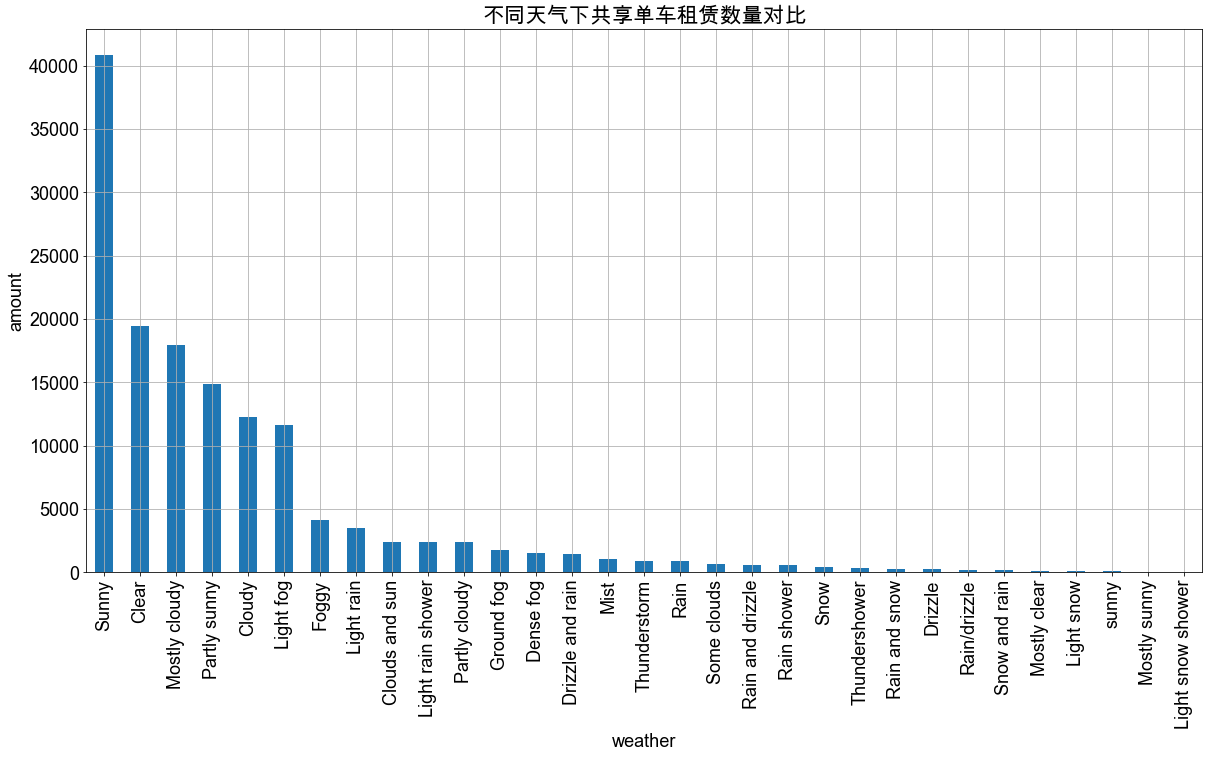 不同天气下共享单车租赁数量对比
amount
40000
35000
30000
25000
20000
15000
10000
5000
0
Sunny
Clear
Mostly cloudy
Partly sunny
Cloudy
Light fog
Foggy
Light rain
Clouds and sun
Light rain shower
Partly cloudy
Ground fog
Dense fog
Drizzle and rain
Mist
Thunderstorm
Rain
Some clouds
Rain and drizzle
Rain shower
Snow
Thundershower
Rain and snow
Drizzle
Rain/drizzle
Snow and rain
Mostly clear
Light snow
sunny
Mostly sunny
Light snow shower
weather